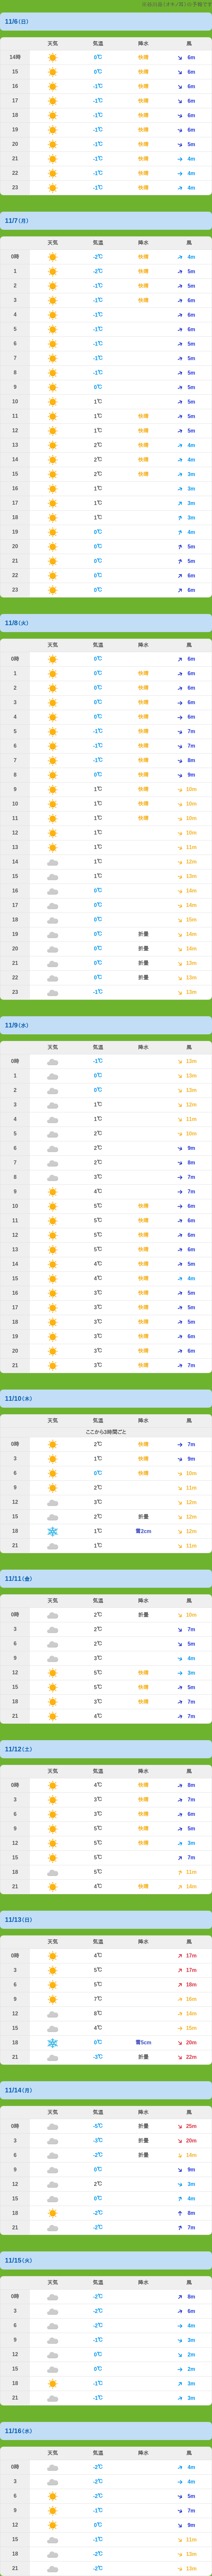 の予報です
11/6(日)
天気 気温 降水 風
14時 0℃ 快晴 6m
15 0℃ 快晴 6m
16 -1℃ 快晴 6m
17 -1℃ 快晴 6m
18 -1℃ 快晴 6m
19 -1℃ 快晴 6m
20 -1℃ 快晴 5m
21 -1℃ 快晴 4m
22 -1℃ 快晴 4m
23 -1℃ 快晴 4m
11/7(月)
天気 気温 降水 風
0時 -2℃ 快晴 4m
1 -2℃ 快晴 5m
2 -1℃ 快晴 5m
3 -1℃ 快晴 6m
4 -1℃ 6m
5 -1℃ 6m
6 -1℃ 5m
7 -1℃ 5m
8 -1℃ 5m
9 0℃ 5m
10 1℃ 5m
11 1℃ 快晴 5m
12 1℃ 快晴 5m
13 2℃ 快晴 4m
14 2℃ 快晴 4m
15 2℃ 快晴 3m
16 1℃ 3m
17 1℃ 3m
18 1℃ 3m
19 0℃ 4m
20 0℃ 5m
21 0℃ 5m
22 0℃ 6m
23 0℃ 6m
11/8(火)
天気 気温 降水 風
0時 0℃ 6m
1 0℃ 快晴 6m
2 0℃ 快晴 6m
3 0℃ 快晴 6m
4 0℃ 快晴 6m
5 -1℃ 快晴 7m
6 -1℃ 快晴 7m
7 -1℃ 快晴 8m
8 0℃ 快晴 9m
9 1℃ 快晴 10m
10 1℃ 快晴 10m
11 1℃ 快晴 10m
12 1℃ 10m
13 1℃ 11m
14 1℃ 12m
15 1℃ 13m
16 0℃ 14m
17 0℃ 14m
18 0℃ 15m
19 0℃ 折曇 14m
20 0℃ 折曇 14m
21 0℃ 折曇 13m
22 0℃ 折曇 13m
23 -1℃ 13m
11/9(水)
天気 気温 降水 風
0時 -1℃ 13m
1 0℃ 13m
2 0℃ 13m
3 1℃ 12m
4 1℃ 11m
5 2℃ 10m
6 2℃ 9m
7 2℃ 8m
8 3℃ 7m
9 4℃ 7m
10 5℃ 快晴 6m
11 5℃ 快晴 6m
12 5℃ 快晴 6m
13 5℃ 快晴 6m
14 4℃ 快晴 5m
15 4℃ 快晴 4m
16 3℃ 快晴 5m
17 3℃ 快晴 5m
18 3℃ 快晴 5m
19 3℃ 快晴 6m
20 3℃ 快晴 6m
21 3℃ 快晴 7m
11/10(木)
天気 気温 降水 風
ここから3時間ごと
0時 2℃ 快晴 7m
3 1℃ 快晴 9m
6 0℃ 快晴 10m
9 2℃ 11m
12 3℃ 12m
15 2℃ 折曇 12m
18 1℃ 雪2cm 12m
21 1℃ 11m
11/11(金)
天気 気温 降水 風
0時 2℃ 折曇 10m
3 2℃ 7m
6 2℃ 5m
9 3℃ 4m
12 5℃ 快晴 3m
15 5℃ 快晴 5m
18 3℃ 快晴 7m
21 4℃ 7m
11/12(土)
天気 気温 降水 風
0時 4℃ 快晴 8m
3 3℃ 快晴 7m
6 3℃ 快晴 6m
9 5℃ 快晴 5m
12 5℃ 快晴 3m
15 5℃ 7m
18 5℃ 11m
21 4℃ 快晴 14m
11/13(日)
天気 気温 降水 風
0時 4℃ 17m
3 5℃ 17m
6 5℃ 18m
9 7℃ 16m
12 8℃ 14m
15 4℃ 15m
18 0℃ 雪5cm 20m
21 -3℃ 折曇 22m
11/14(月)
天気 気温 降水 風
0時 -5℃ 折曇 25m
3 -3℃ 折曇 20m
6 -2℃ 折曇 14m
9 0℃ 9m
12 2℃ 3m
15 0℃ 4m
18 -2℃ 8m
21 -2℃ 7m
11/15(火)
天気 気温 降水 風
0時 -2℃ 8m
3 -2℃ 6m
6 -2℃ 4m
9 -1℃ 3m
12 0℃ 2m
15 0℃ 2m
18 -1℃ 3m
21 -1℃ 3m
11/16(水)
天気 気温 降水 風
0時 -2℃ 4m
3 -2℃ 4m
6 -2℃ 5m
9 -1℃ 7m
12 0℃ 9m
15 -1℃ 11m
18 -2℃ 13m
21 -2℃ 13m